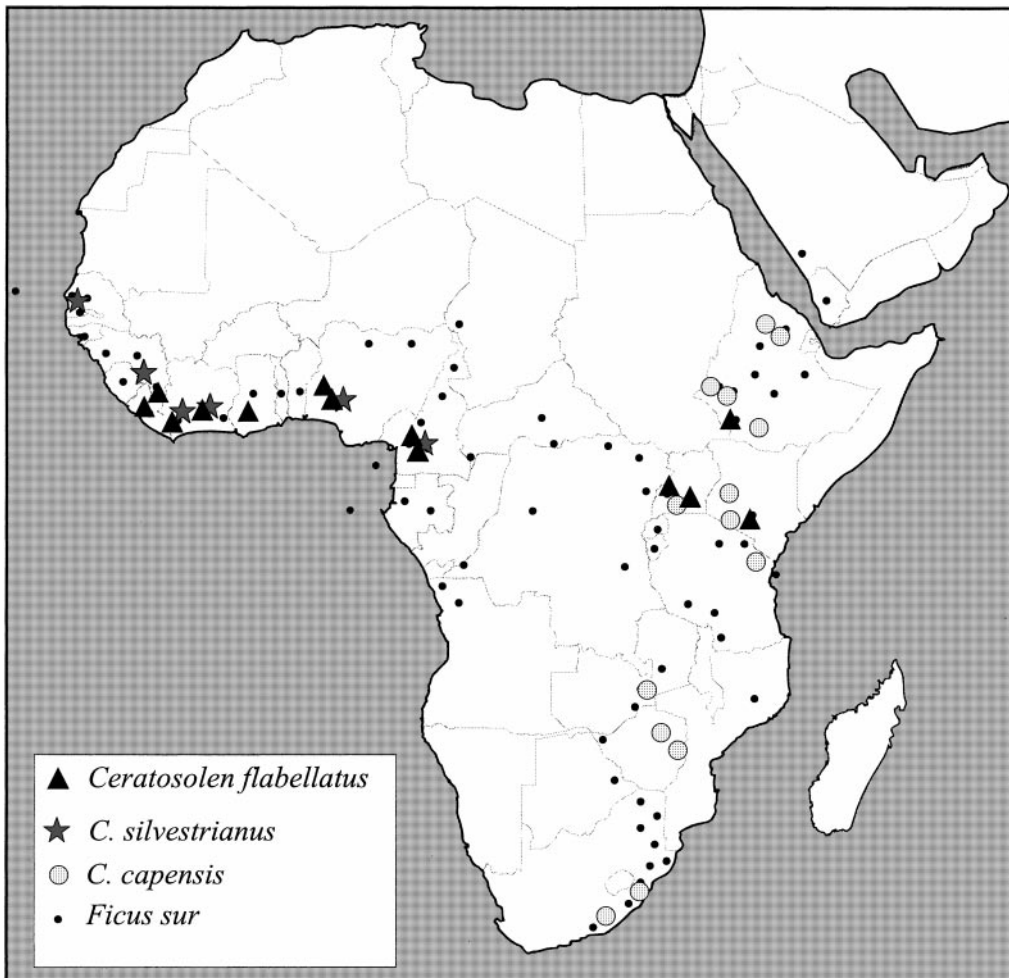 Ceratosolen flabellatus
C. silvestrianus
C. capensis
Ficus sur